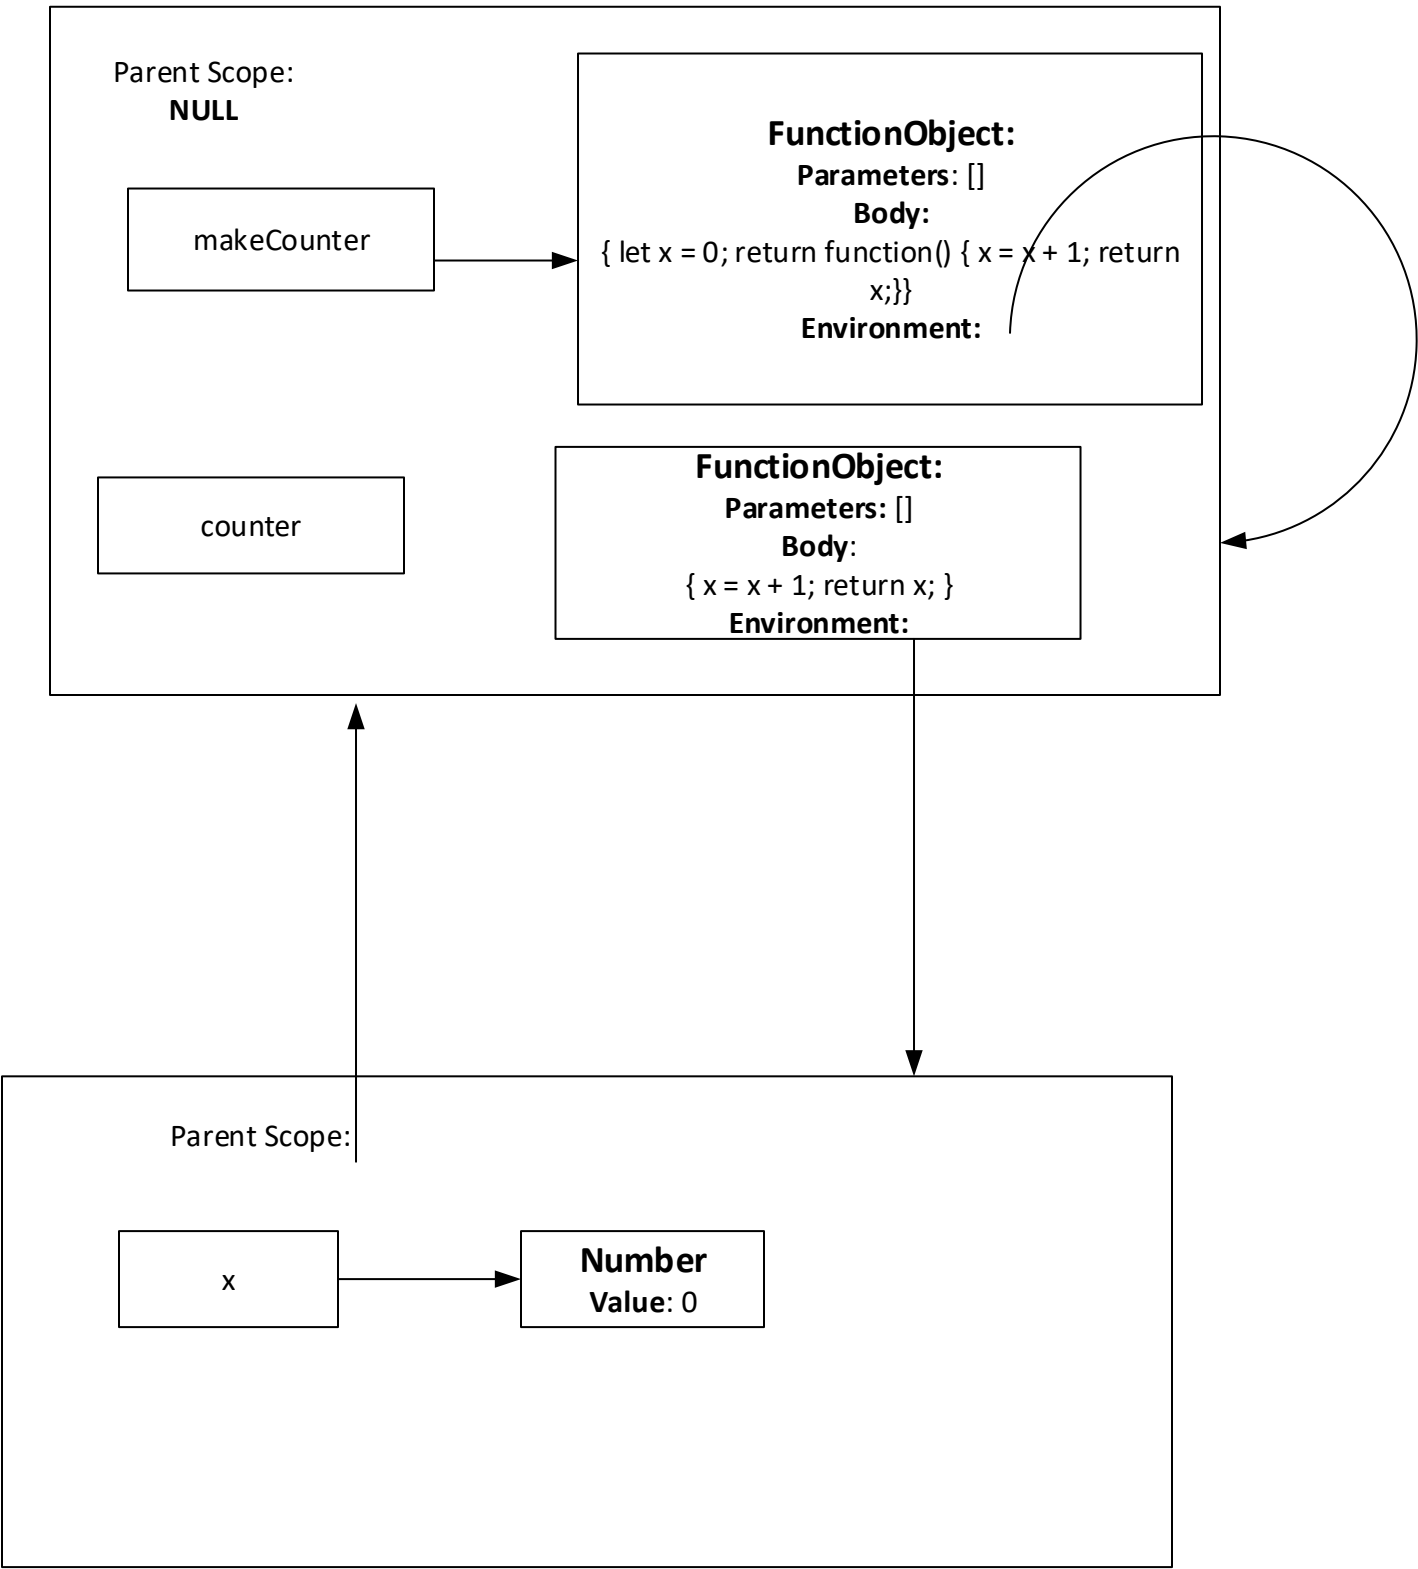 Parent Scope:
NULL
FunctionObject:
Parameters: []
Body:
{ let x = 0; return function() { x = x + 1; return
x;}}
Environment:
makeCounter
counter
FunctionObject:
Parameters: []
Body:
{ x = x + 1; return x; }
Environment:
Parent Scope:
x
Number
Value: 0